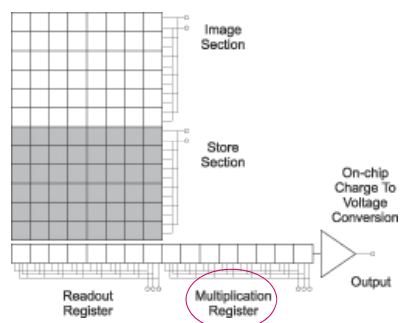 Image
Section
Store
Section
On-chip
Charge To
Voltage
Conversion
Output
Readout
Register
Multiplication
Register